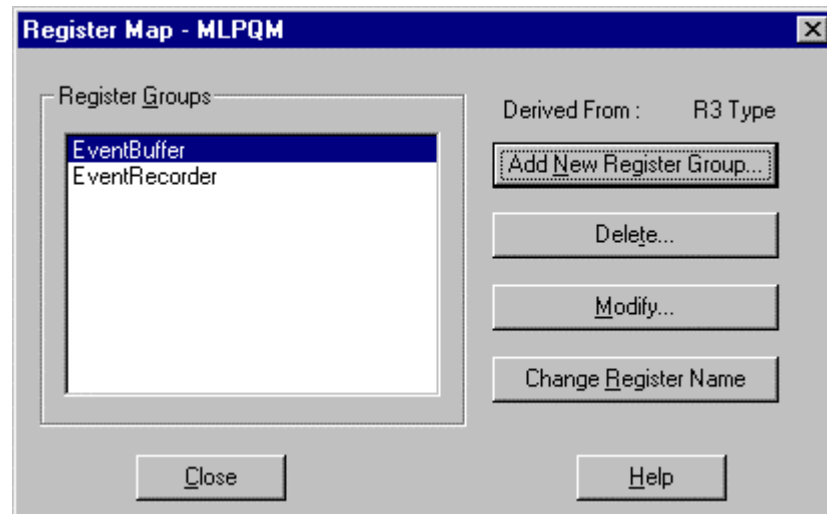 Register Map - MLPQM
Register Groups
EventBuffer
EventRecorder
Derived From : R3 Type
Add New Register Group...
Delete...
Modify...
Change Register Name
Close
Help